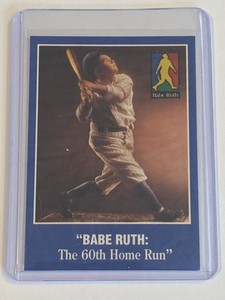 Babe Ruth
"BABE RUTH:
The 60th Home Run"